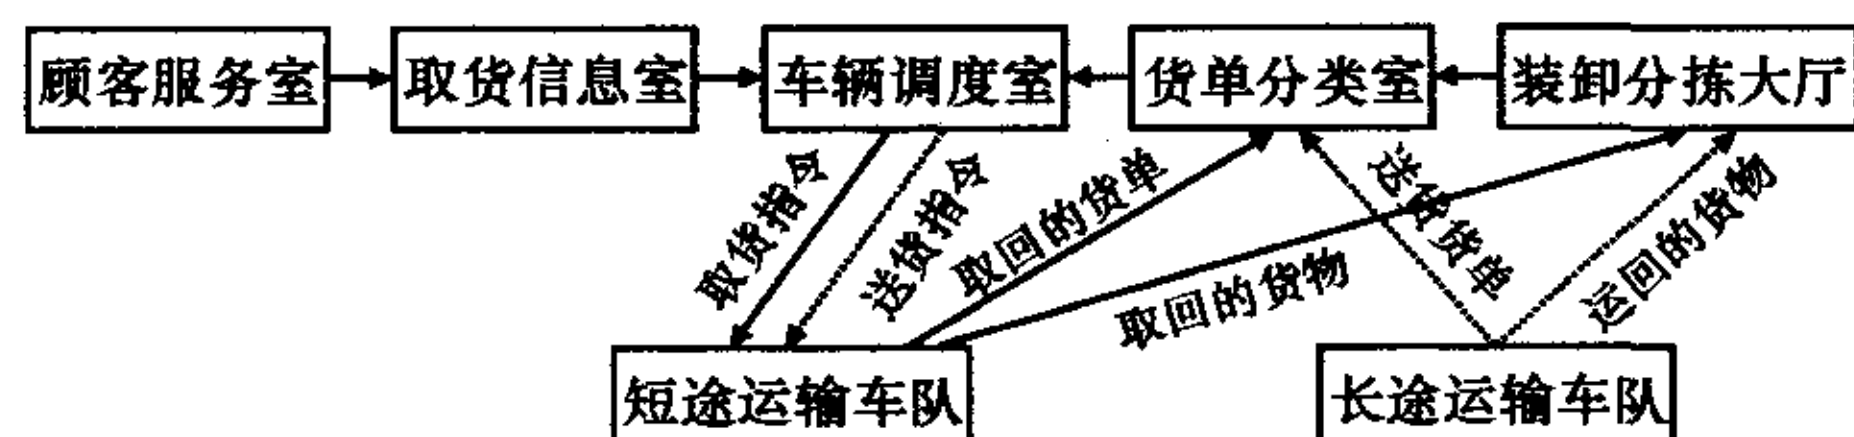 顾客服务室
取货信息室
车辆调度室
货单分类室
装卸分拣大厅
取货指令
送货指令
取回的货单
取回的货物
送货货单
运回的货物
短途运输车队
长途运输车队